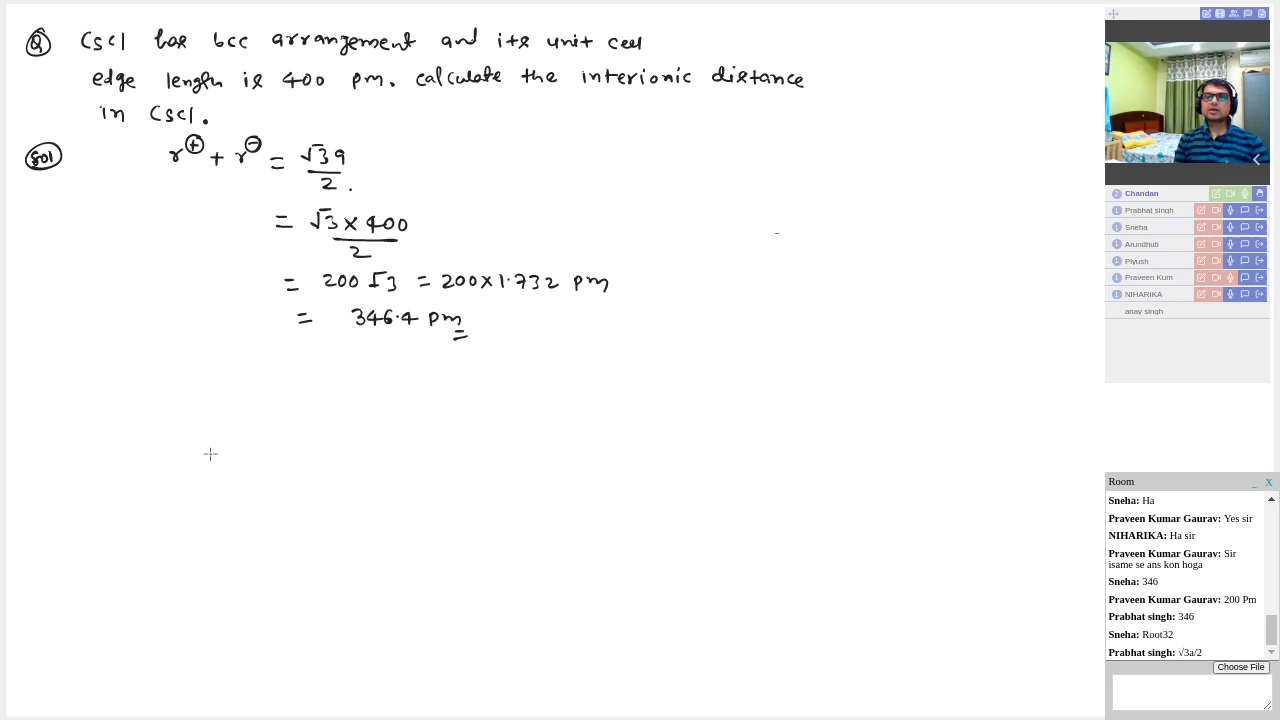 Q CsCl has bcc arrangement and its unit cell
edge length is 400 pm. calculate the interionic distance
in CsCl.
Sol r⊕ + r⊖ = √3a/2.
= √3 × 400/2
= 200 √3 = 200×1.732 pm
= 346.4 pm
Chandan
Prabhat singh
Sneha
Arundhuti
Piyush
Praveen Kum
NIHARIKA
anay singh
Room _ X
Sneha: Ha
Praveen Kumar Gaurav: Yes sir
NIHARIKA: Ha sir
Praveen Kumar Gaurav: Sir
isame se ans kon hoga
Sneha: 346
Praveen Kumar Gaurav: 200 Pm
Prabhat singh: 346
Sneha: Root32
Prabhat singh: √3a/2
Choose File